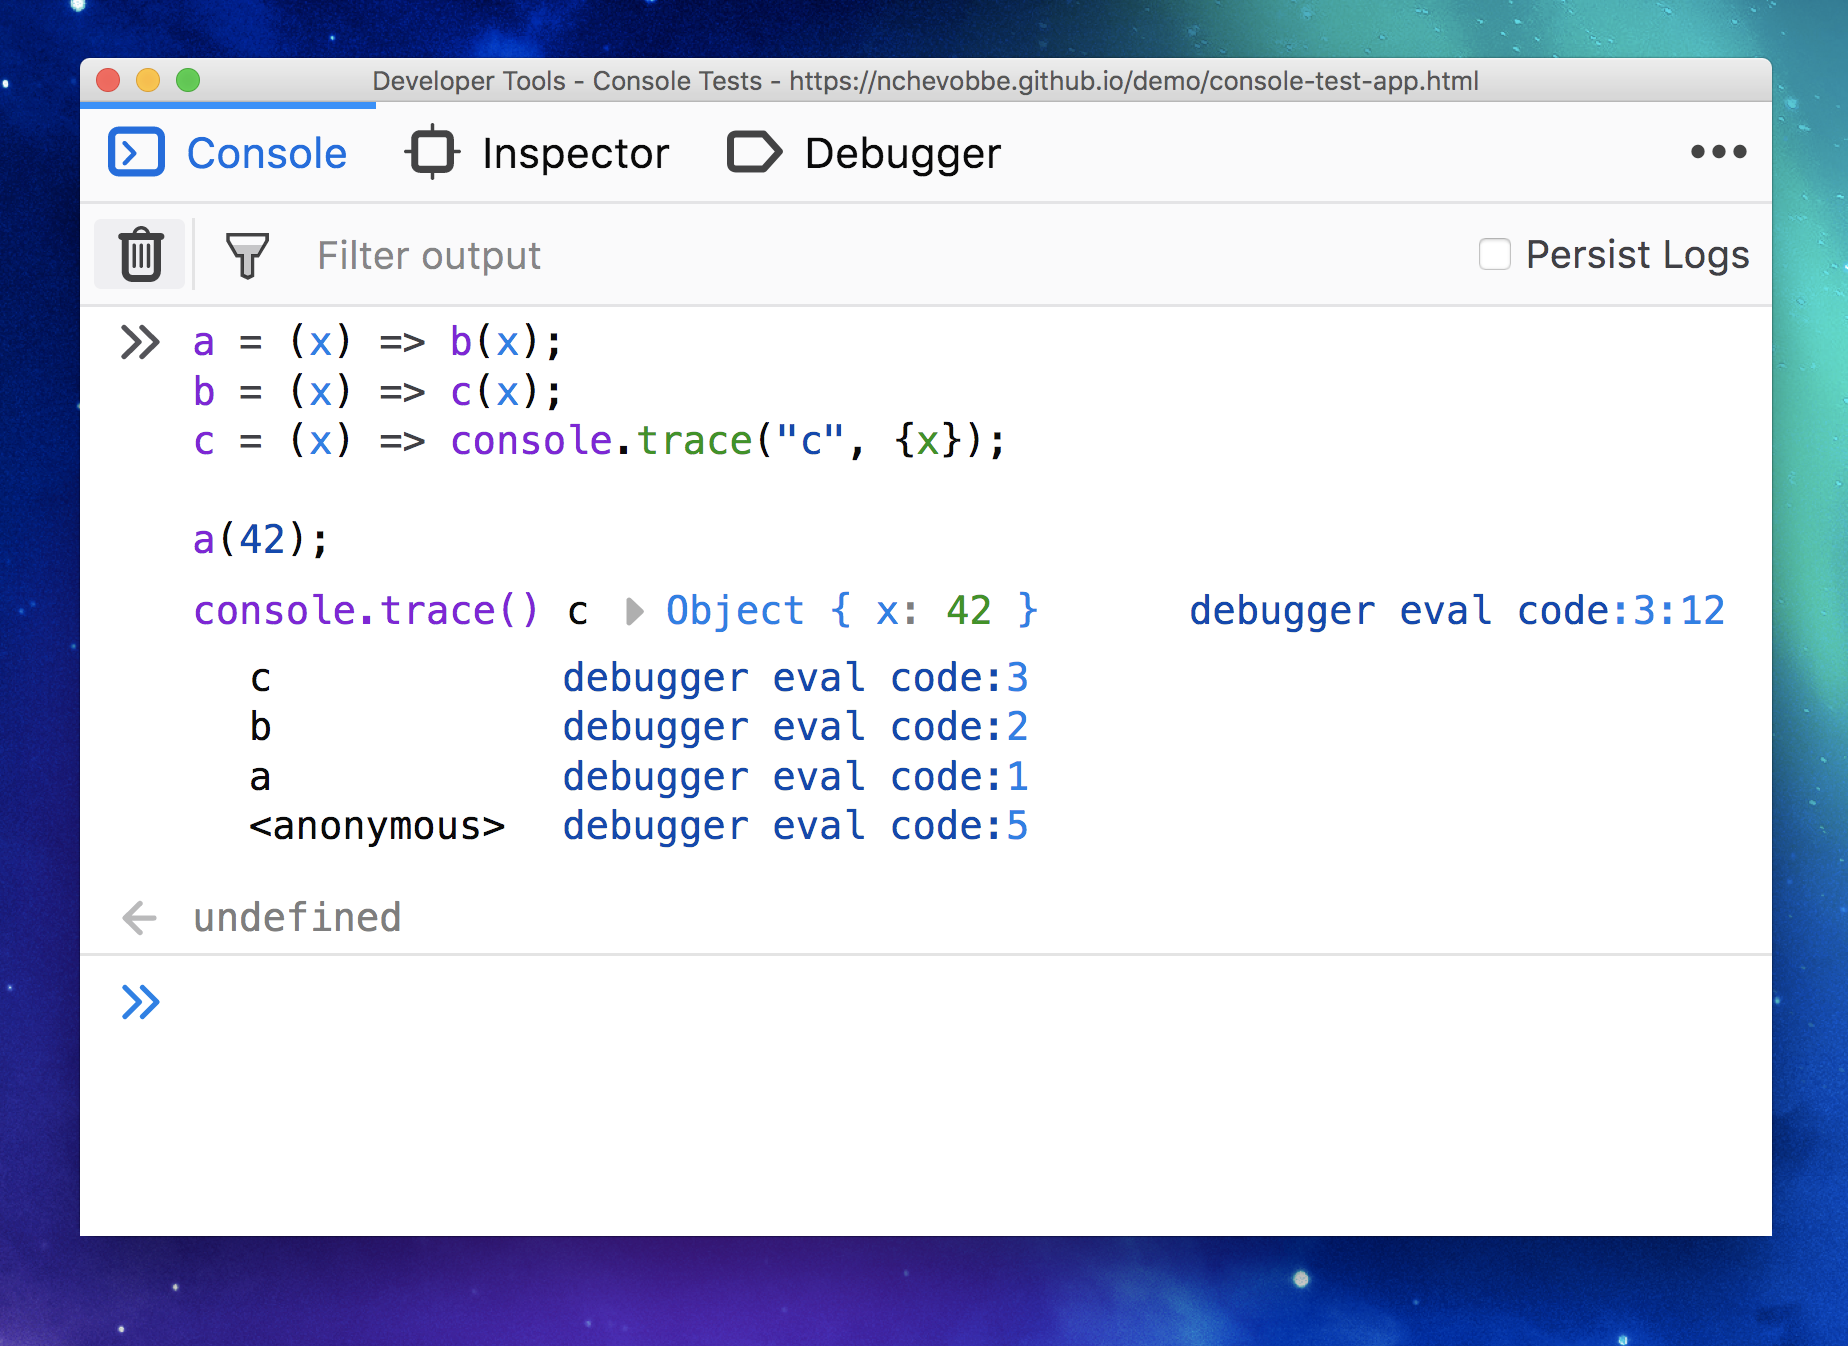 Developer Tools - Console Tests - https://nchevobbe.github.io/demo/console-test-app.html
Console Inspector Debugger
Filter output Persist Logs
a = (x) => b(x);
b = (x) => c(x);
c = (x) => console.trace("c", {x});
a(42);
console.trace() c Object { x: 42 } debugger eval code:3:12
c debugger eval code:3
b debugger eval code:2
a debugger eval code:1
<anonymous> debugger eval code:5
undefined